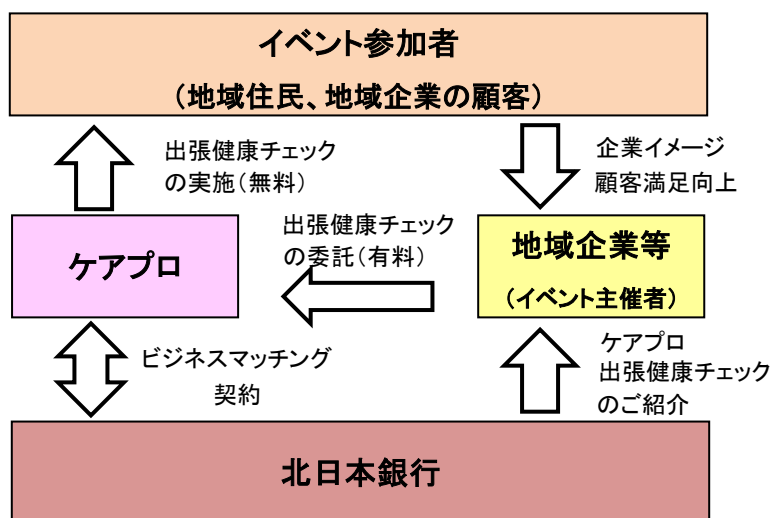 イベント参加者
（地域住民、地域企業の顧客）
出張健康チェック
の実施（無料）
企業イメージ
顧客満足向上
ケアプロ
出張健康チェック
の委託（有料）
地域企業等
（イベント主催者）
ビジネスマッチング
契約
ケアプロ
出張健康チェック
のご紹介
北日本銀行